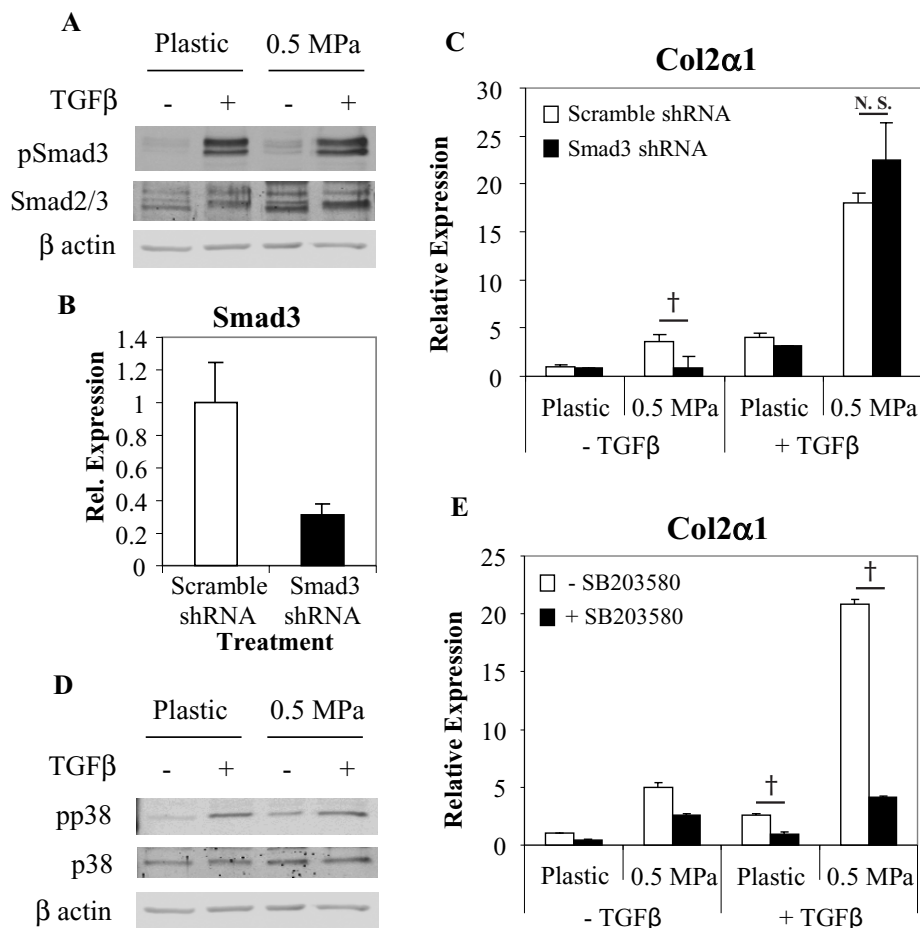 A
Plastic 0.5 MPa
TGFβ - + - +
pSmad3
Smad2/3
β actin
B
Smad3
Rel. Expression
1.4
1.2
1
0.8
0.6
0.4
0.2
0
Scramble shRNA
Smad3 shRNA
Treatment
C
Col2α1
Relative Expression
30
25
20
15
10
5
0
Scramble shRNA
Smad3 shRNA
†
N. S.
Plastic 0.5 MPa Plastic 0.5 MPa
- TGFβ + TGFβ
D
Plastic 0.5 MPa
TGFβ - + - +
pp38
p38
β actin
E
Col2α1
Relative Expression
25
20
15
10
5
0
- SB203580
+ SB203580
†
†
Plastic 0.5 MPa Plastic 0.5 MPa
- TGFβ + TGFβ